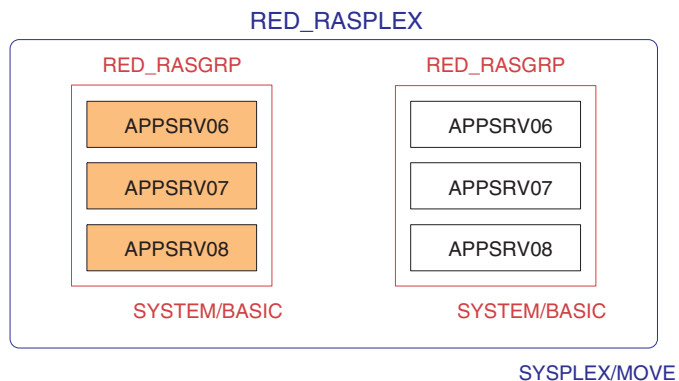 RED_RASPLEX
RED_RASGRP
APPSRV06
APPSRV07
APPSRV08
SYSTEM/BASIC
RED_RASGRP
APPSRV06
APPSRV07
APPSRV08
SYSTEM/BASIC
SYSPLEX/MOVE